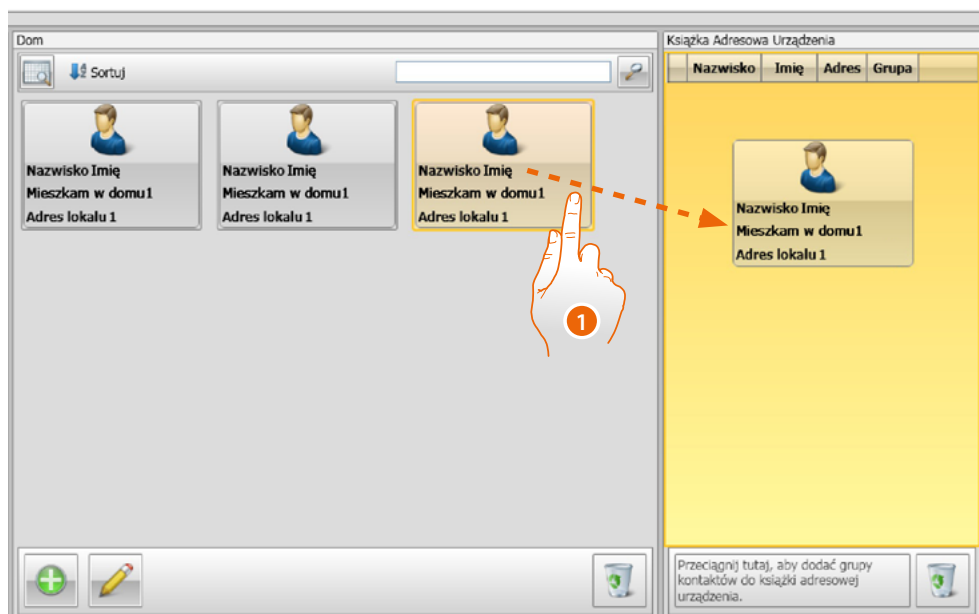 Dom
Sortuj
Nazwisko Imię
Mieszkam w domu1
Adres lokalu 1
Nazwisko Imię
Mieszkam w domu1
Adres lokalu 1
Nazwisko Imię
Mieszkam w domu1
Adres lokalu 1
1
Książka Adresowa Urządzenia
Nazwisko Imię Adres Grupa
Nazwisko Imię
Mieszkam w domu1
Adres lokalu 1
Przeciągnij tutaj, aby dodać grupy
kontaktów do książki adresowej
urządzenia.